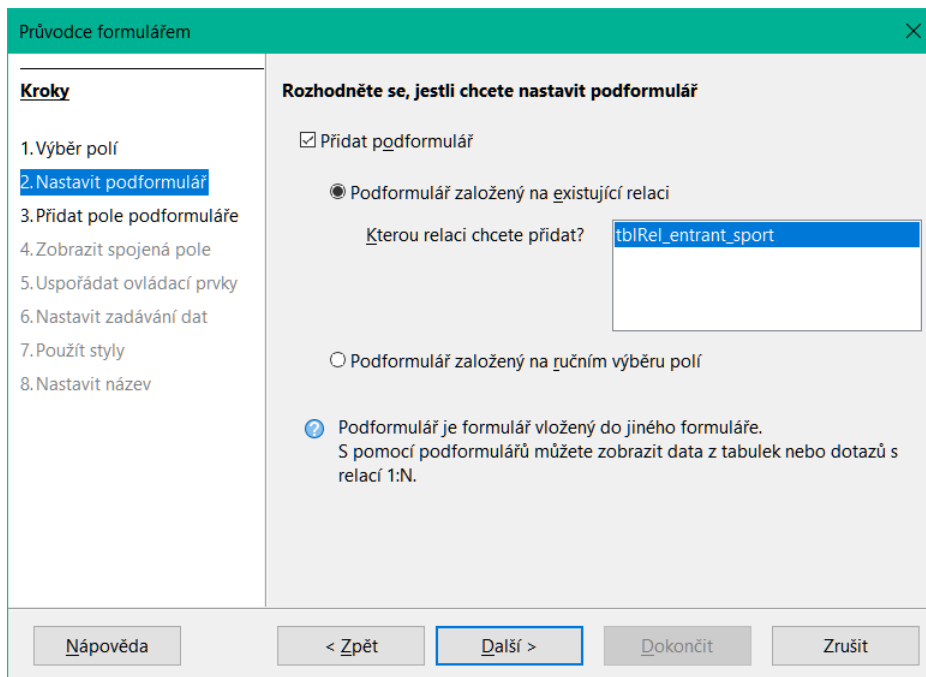 Průvodce formulářem
Kroky
1. Výběr polí
2. Nastavit podformulář
3. Přidat pole podformuláře
4. Zobrazit spojená pole
5. Uspořádat ovládací prvky
6. Nastavit zadávání dat
7. Použít styly
8. Nastavit název
Rozhodněte se, jestli chcete nastavit podformulář
Přidat podformulář
Podformulář založený na existující relaci
Kterou relaci chcete přidat?
tblRel_entrant_sport
Podformulář založený na ručním výběru polí
Podformulář je formulář vložený do jiného formuláře.
S pomocí podformulářů můžete zobrazit data z tabulek nebo dotazů s
relací 1:N.
Nápověda
< Zpět
Další >
Dokončit
Zrušit